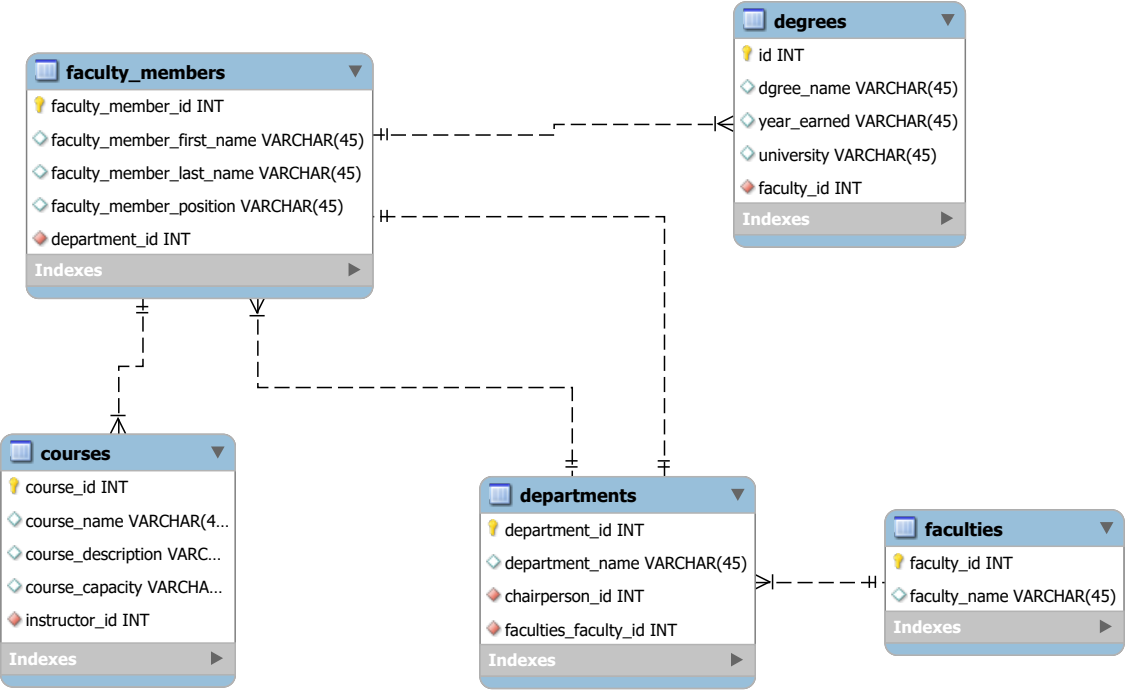 faculty_members
faculty_member_id INT
faculty_member_first_name VARCHAR(45)
faculty_member_last_name VARCHAR(45)
faculty_member_position VARCHAR(45)
department_id INT
Indexes
degrees
id INT
dgree_name VARCHAR(45)
year_earned VARCHAR(45)
university VARCHAR(45)
faculty_id INT
Indexes
courses
course_id INT
course_name VARCHAR(4...
course_description VARC...
course_capacity VARCHA...
instructor_id INT
Indexes
departments
department_id INT
department_name VARCHAR(45)
chairperson_id INT
faculties_faculty_id INT
Indexes
faculties
faculty_id INT
faculty_name VARCHAR(45)
Indexes